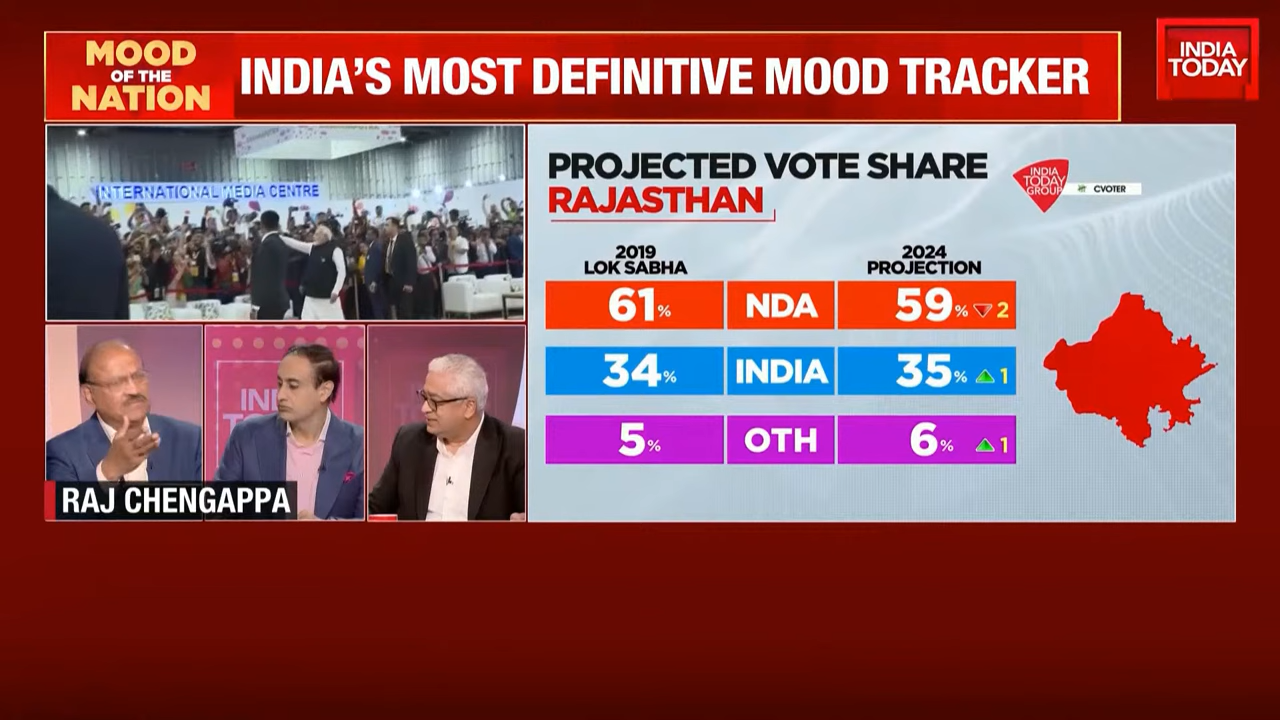 MOOD
OF THE
NATION
INDIA'S MOST DEFINITIVE MOOD TRACKER
INDIA
TODAY
INTERNATIONAL MEDIA CENTRE
RAJ CHENGAPPA
PROJECTED VOTE SHARE
RAJASTHAN
INDIA
TODAY
GROUP
CVOTER
2019
LOK SABHA
2024
PROJECTION
61% NDA 59% 2
34% INDIA 35% 1
5% OTH 6% 1